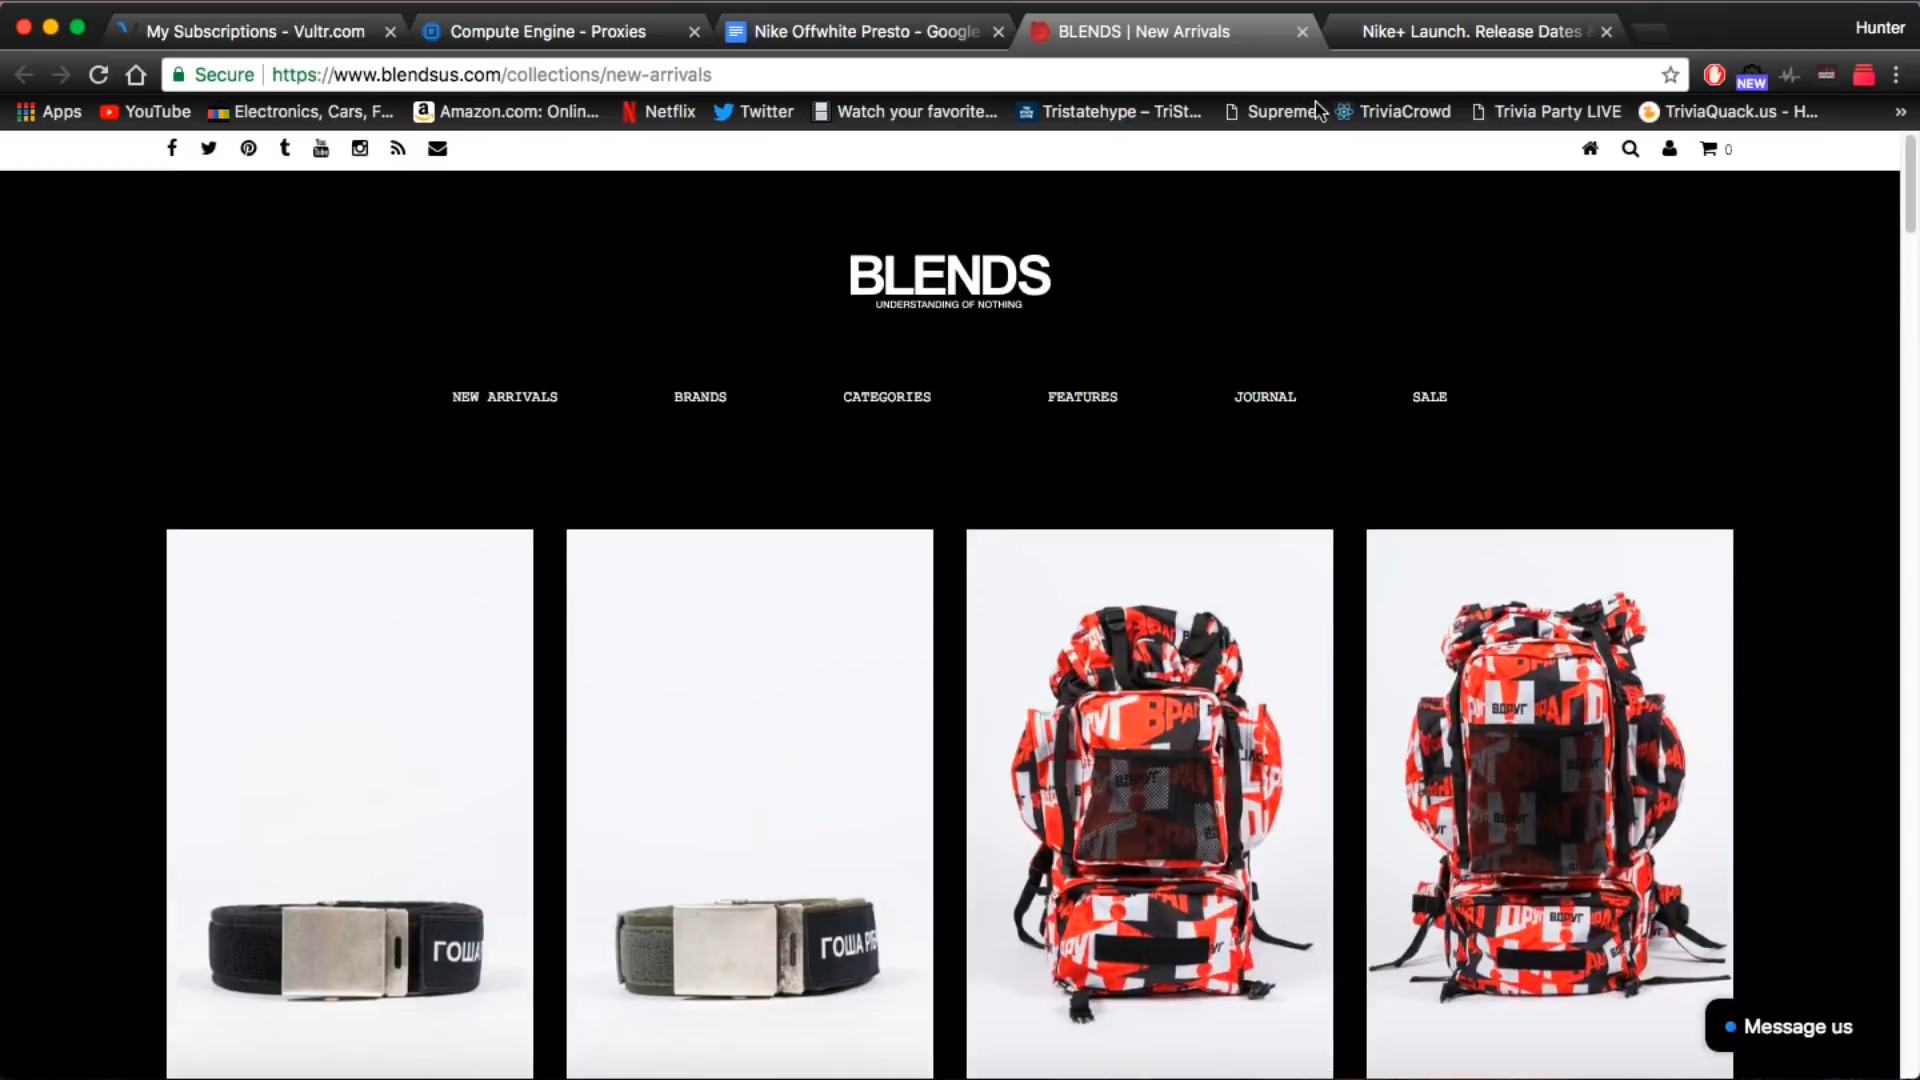 My Subscriptions - Vultr.com
Compute Engine - Proxies
Nike Offwhite Presto - Google
BLENDS | New Arrivals
Nike+ Launch. Release Dates
Hunter
Secure
https://www.blendsus.com/collections/new-arrivals
NEW
Apps
YouTube
Electronics, Cars, F...
Amazon.com: Onlin...
Netflix
Twitter
Watch your favorite...
Tristatehype – TriSt...
Supreme
TriviaCrowd
Trivia Party LIVE
TriviaQuack.us - H...
»
0
BLENDS
UNDERSTANDING OF NOTHING
NEW ARRIVALS
BRANDS
CATEGORIES
FEATURES
JOURNAL
SALE
ГОША
ГОША РУБ
Message us